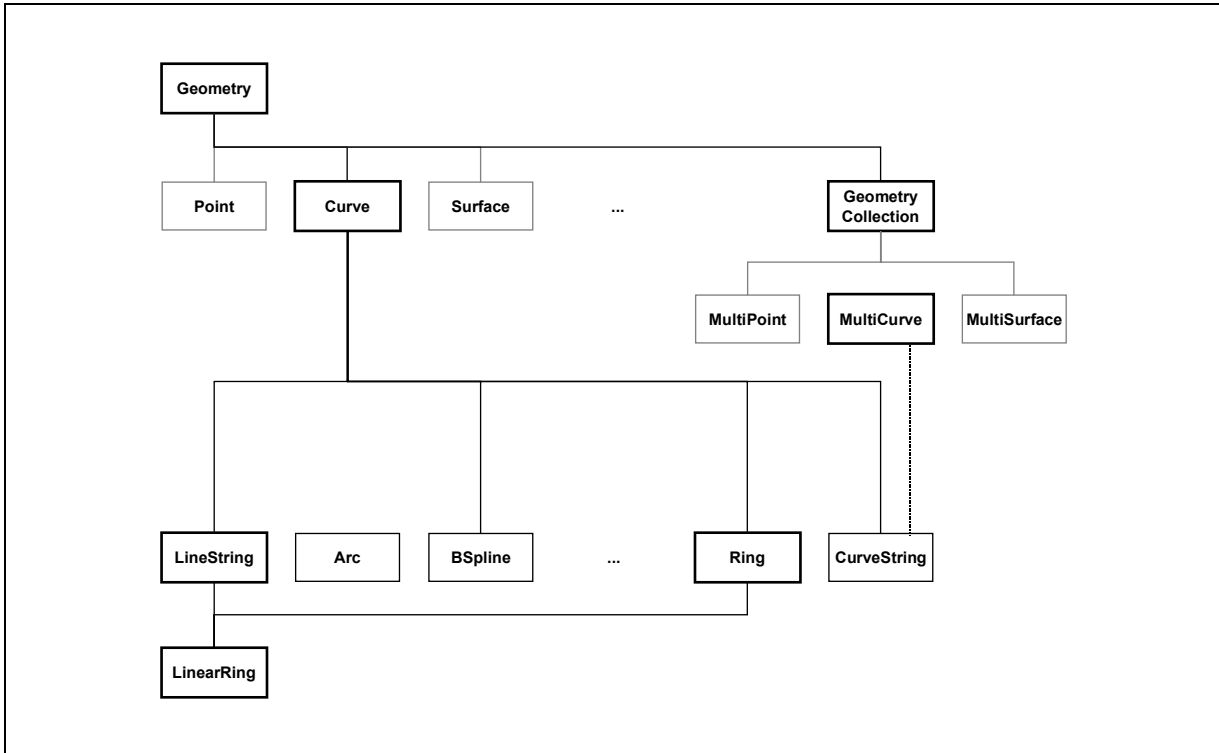 Geometry
Point
Curve
Surface
...
Geometry
Collection
MultiPoint
MultiCurve
MultiSurface
LineString
Arc
BSpline
...
Ring
CurveString
LinearRing